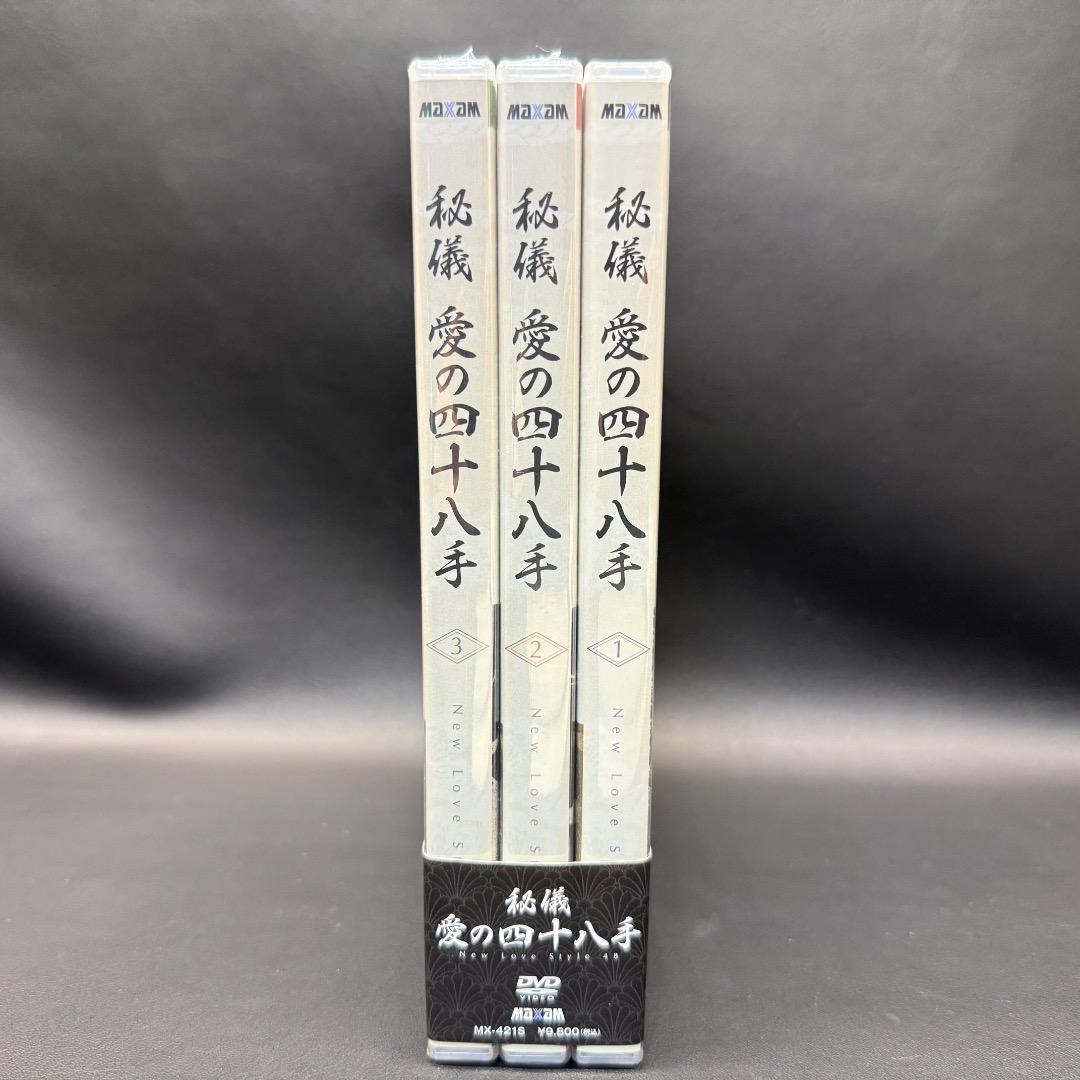 maxam
秘儀 愛の四十八手
3
New Love S
maxam
秘儀 愛の四十八手
2
New Love S
maxam
秘儀 愛の四十八手
1
New Love S
秘儀
愛の四十八手
New Love Style 48
DVD
VIDEO
maxam
MX-421S ¥9,800(税込)